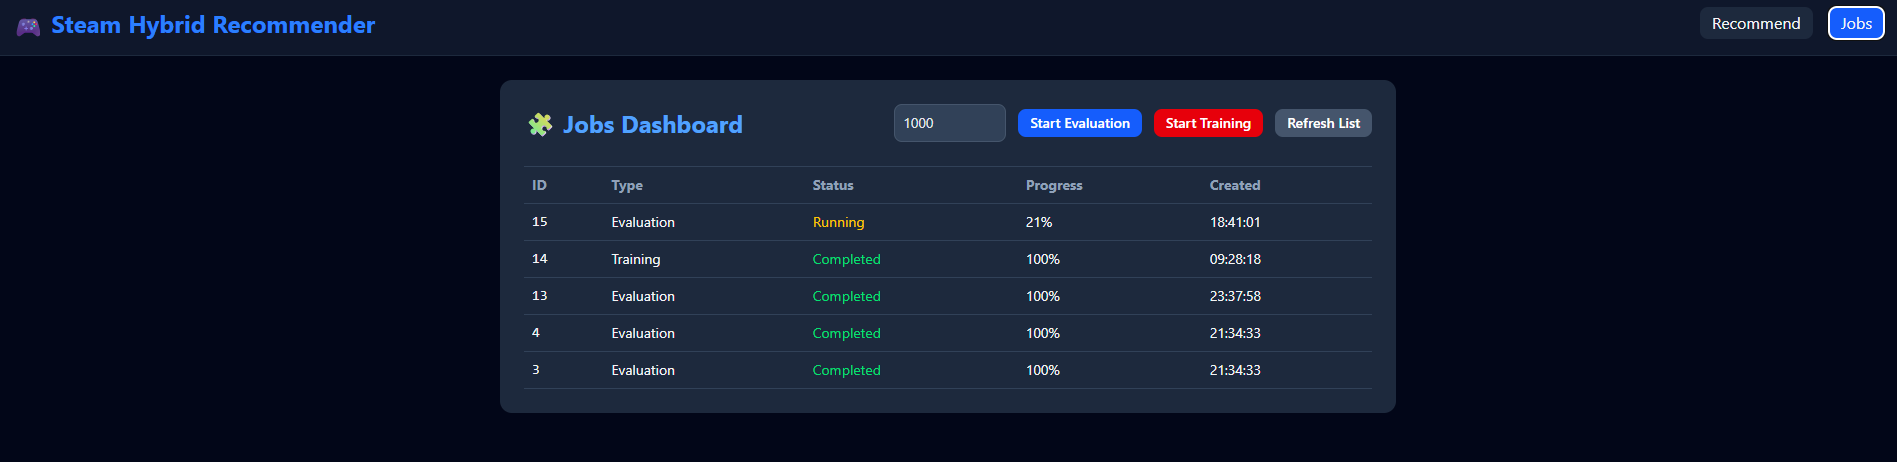 Steam Hybrid Recommender
Recommend Jobs
Jobs Dashboard
1000 Start Evaluation Start Training Refresh List
ID Type Status Progress Created
15 Evaluation Running 21% 18:41:01
14 Training Completed 100% 09:28:18
13 Evaluation Completed 100% 23:37:58
4 Evaluation Completed 100% 21:34:33
3 Evaluation Completed 100% 21:34:33